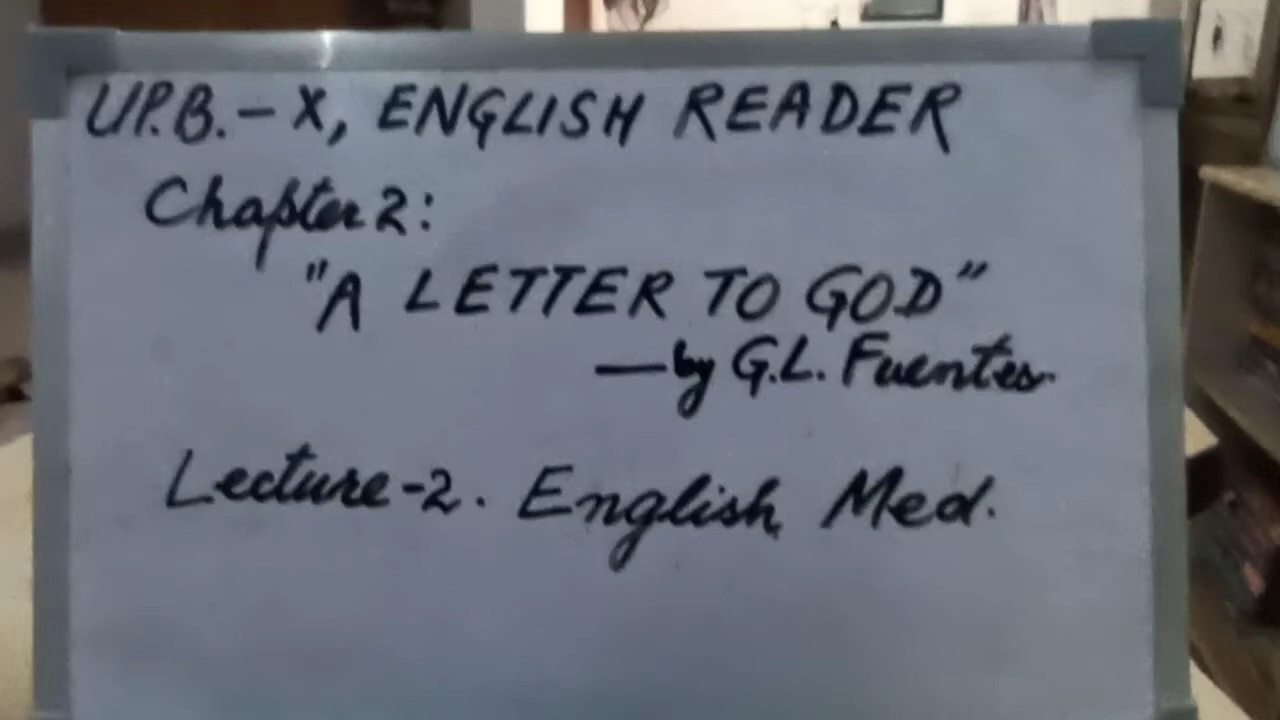 U.P.B. - X, ENGLISH READER
Chapter 2:
"A LETTER TO GOD"
— by G.L. Fuentes.
Lecture-2. English Med.